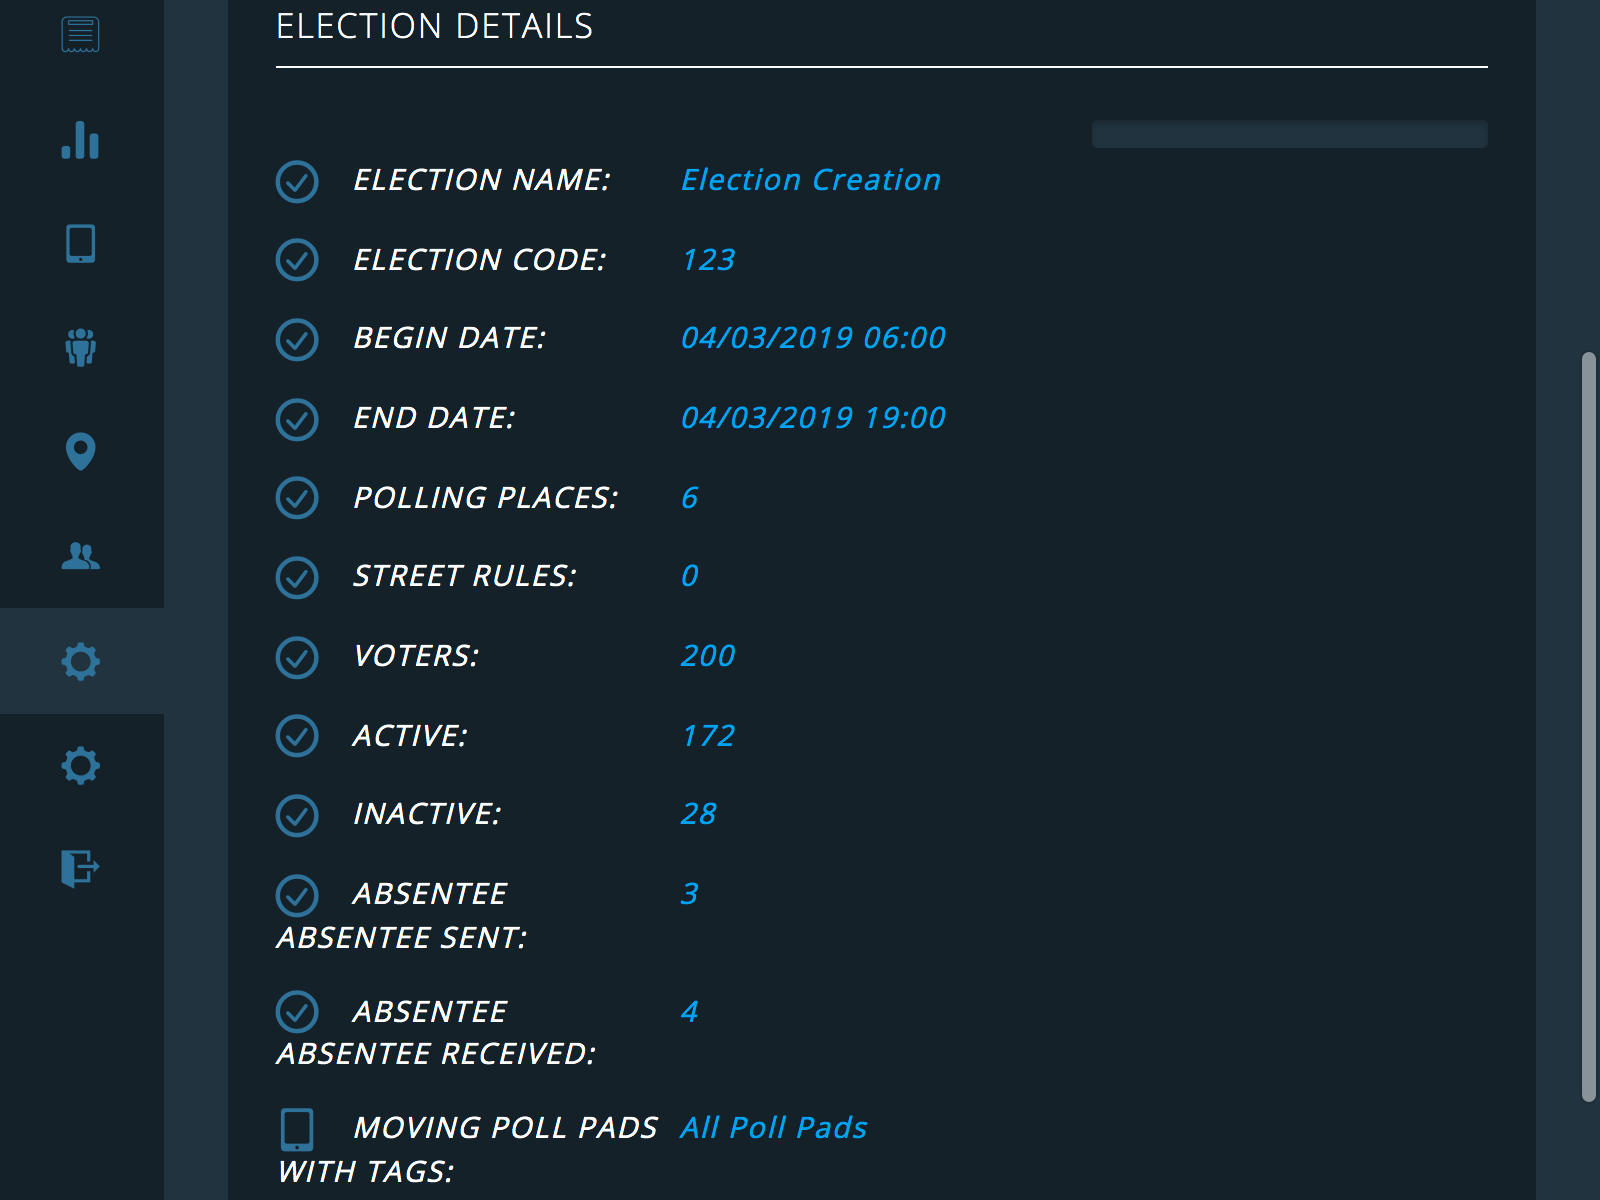 ELECTION DETAILS
ELECTION NAME: Election Creation
ELECTION CODE: 123
BEGIN DATE: 04/03/2019 06:00
END DATE: 04/03/2019 19:00
POLLING PLACES: 6
STREET RULES: 0
VOTERS: 200
ACTIVE: 172
INACTIVE: 28
ABSENTEE 3
ABSENTEE SENT:
ABSENTEE 4
ABSENTEE RECEIVED:
MOVING POLL PADS All Poll Pads
WITH TAGS: